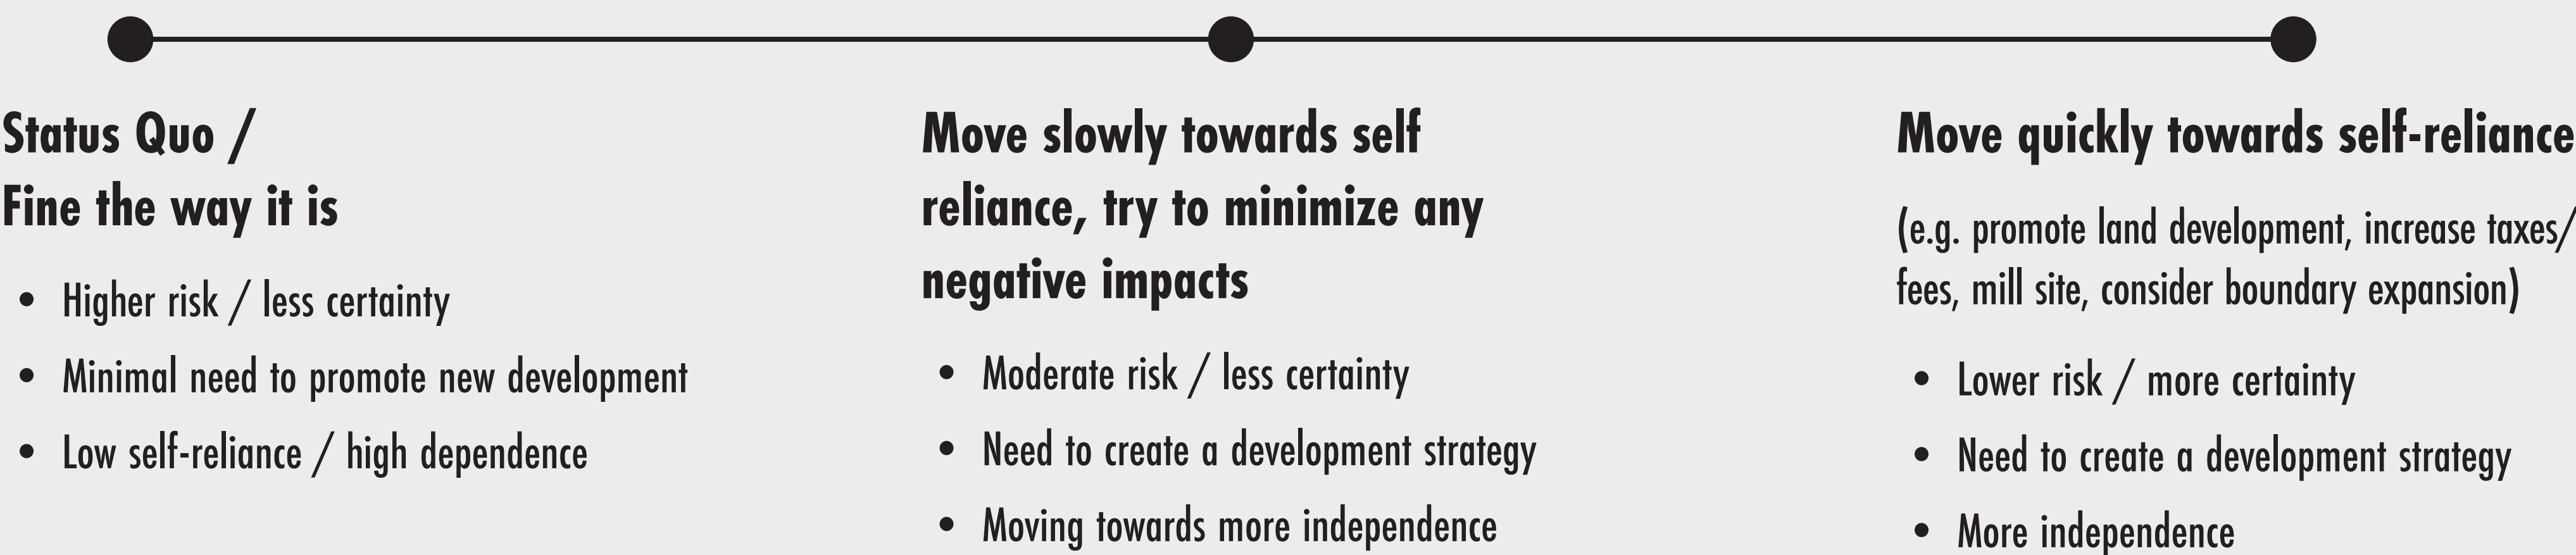 Status Quo /
Fine the way it is
• Higher risk / less certainty
• Minimal need to promote new development
• Low self-reliance / high dependence
Move slowly towards self
reliance, try to minimize any
negative impacts
• Moderate risk / less certainty
• Need to create a development strategy
• Moving towards more independence
Move quickly towards self-reliance
(e.g. promote land development, increase taxes/
fees, mill site, consider boundary expansion)
• Lower risk / more certainty
• Need to create a development strategy
• More independence